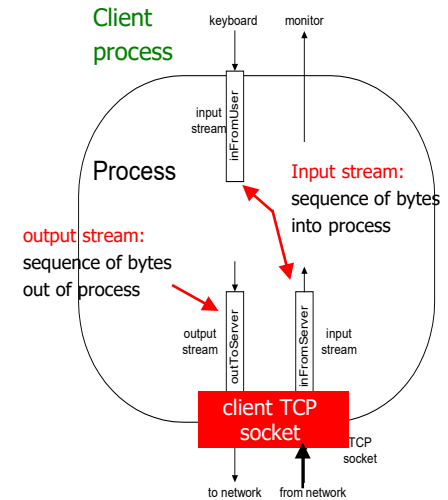 Client
process
keyboard
monitor
input
stream
inFromUser
Process
Input stream:
sequence of bytes
into process
output stream:
sequence of bytes
out of process
output
stream
outToServer
inFromServer
input
stream
client TCP
socket
TCP
socket
to network
from network